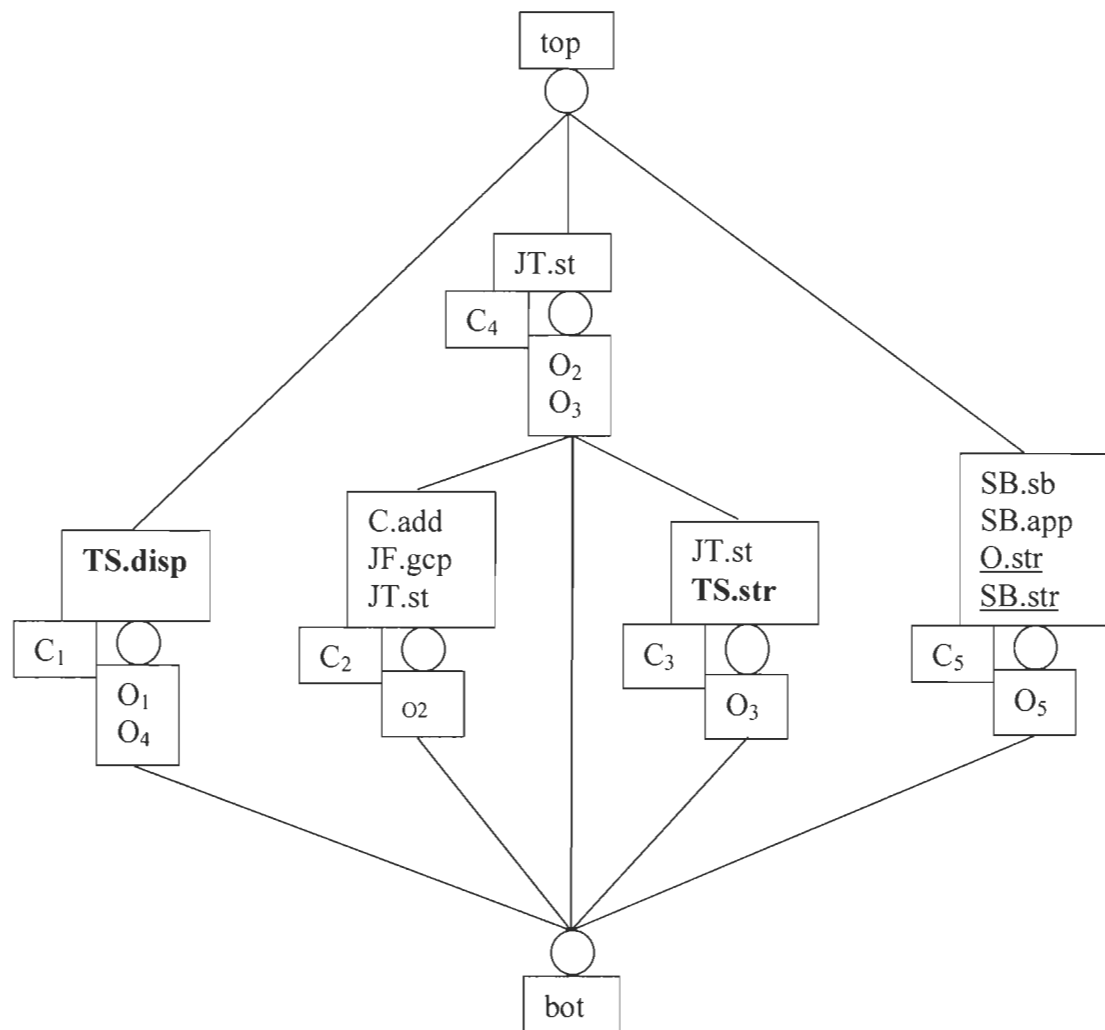 top
JT.st
C₄
O₂
O₃
TS.disp
C₁
O₁
O₄
C.add
JF.gcp
JT.st
C₂
O2
JT.st
TS.str
C₃
O₃
SB.sb
SB.app
O.str
SB.str
C₅
O₅
bot